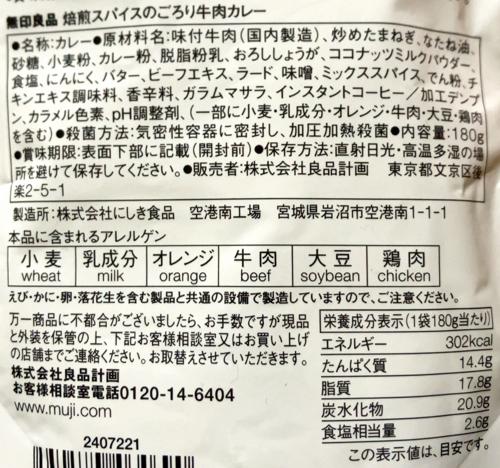 無印良品 焙煎スパイスのごろり牛肉カレー
●名称:カレー●原材料名:味付牛肉(国内製造)、炒めたまねぎ、なたね油、
砂糖、小麦粉、カレー粉、脱脂粉乳、おろししょうが、ココナッツミルクパウダー、
食塩、にんにく、バター、ビーフエキス、ラード、味噌、ミックススパイス、でん粉、チ
キンエキス調味料、香辛料、ガラムマサラ、インスタントコーヒー/加工デンプ
ン、カラメル色素、pH調整剤、(一部に小麦・乳成分・オレンジ・牛肉・大豆・鶏肉
を含む)●殺菌方法:気密性容器に密封し、加圧加熱殺菌●内容量:180g
●賞味期限:表面下部に記載(開封前)●保存方法:直射日光・高温多湿の場
所を避けて保存してください。●販売者:株式会社良品計画 東京都文京区後
楽2-5-1
製造所:株式会社にしき食品 空港南工場 宮城県岩沼市空港南1-1-1
本品に含まれるアレルゲン
小麦 乳成分 オレンジ 牛肉 大豆 鶏肉
wheat milk orange beef soybean chicken
えび・かに・卵・落花生を含む製品と共通の設備で製造していますので、ご注意ください。
万一商品に不都合がございましたら、お手数ですが現品
と外装を保管の上、下記お客様相談室又はお買い上げ
の店舗までご連絡ください。お取替えさせていただきます。
株式会社良品計画
お客様相談室電話0120-14-6404
www.muji.com
2407221
栄養成分表示(1袋180g当たり)
エネルギー 302kcal
たんぱく質 14.4g
脂質 17.8g
炭水化物 20.9g
食塩相当量 2.6g
この表示値は、目安です。